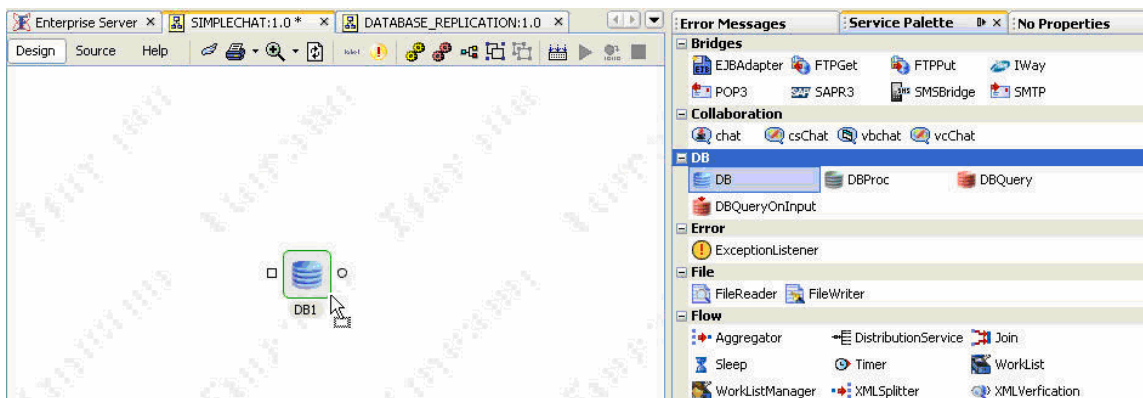 Enterprise Server × SIMPLECHAT:1.0 * × DATABASE_REPLICATION:1.0 ×
Design Source Help
DB1
Error Messages Service Palette × No Properties
Bridges
EJBAdapter FTPGet FTPPut IWay
POP3 SAPR3 SMSBridge SMTP
Collaboration
chat csChat vbchat vcChat
DB
DB DBProc DBQuery
DBQueryOnInput
Error
ExceptionListener
File
FileReader FileWriter
Flow
Aggregator DistributionService Join
Sleep Timer WorkList
WorkListManager XMLSplitter XMLVerfication